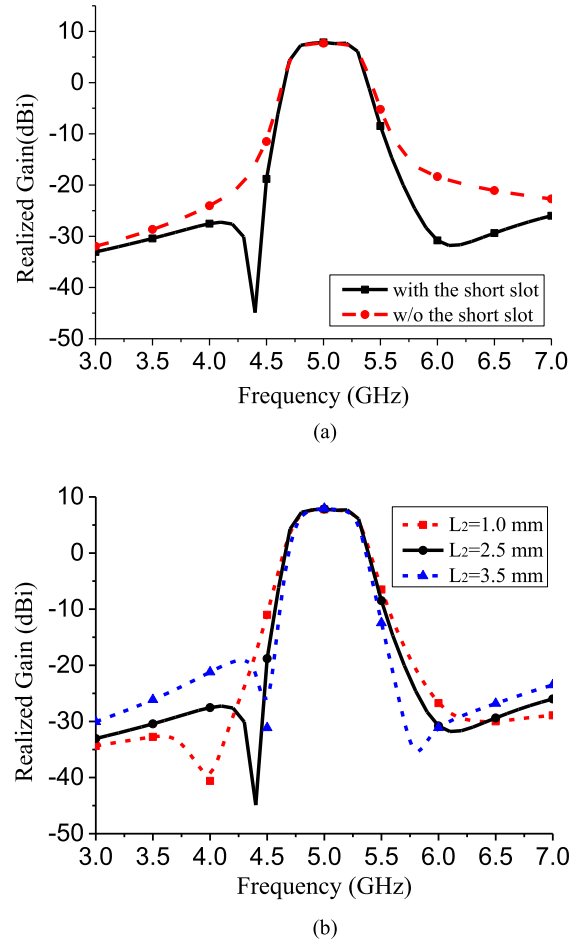 10
0
-10
-20
-30
-40
-50
Realized Gain(dBi)
with the short slot
w/o the short slot
3.0 3.5 4.0 4.5 5.0 5.5 6.0 6.5 7.0
Frequency (GHz)
(a)
10
0
-10
-20
-30
-40
-50
Realized Gain (dBi)
L2=1.0 mm
L2=2.5 mm
L2=3.5 mm
3.0 3.5 4.0 4.5 5.0 5.5 6.0 6.5 7.0
Frequency (GHz)
(b)